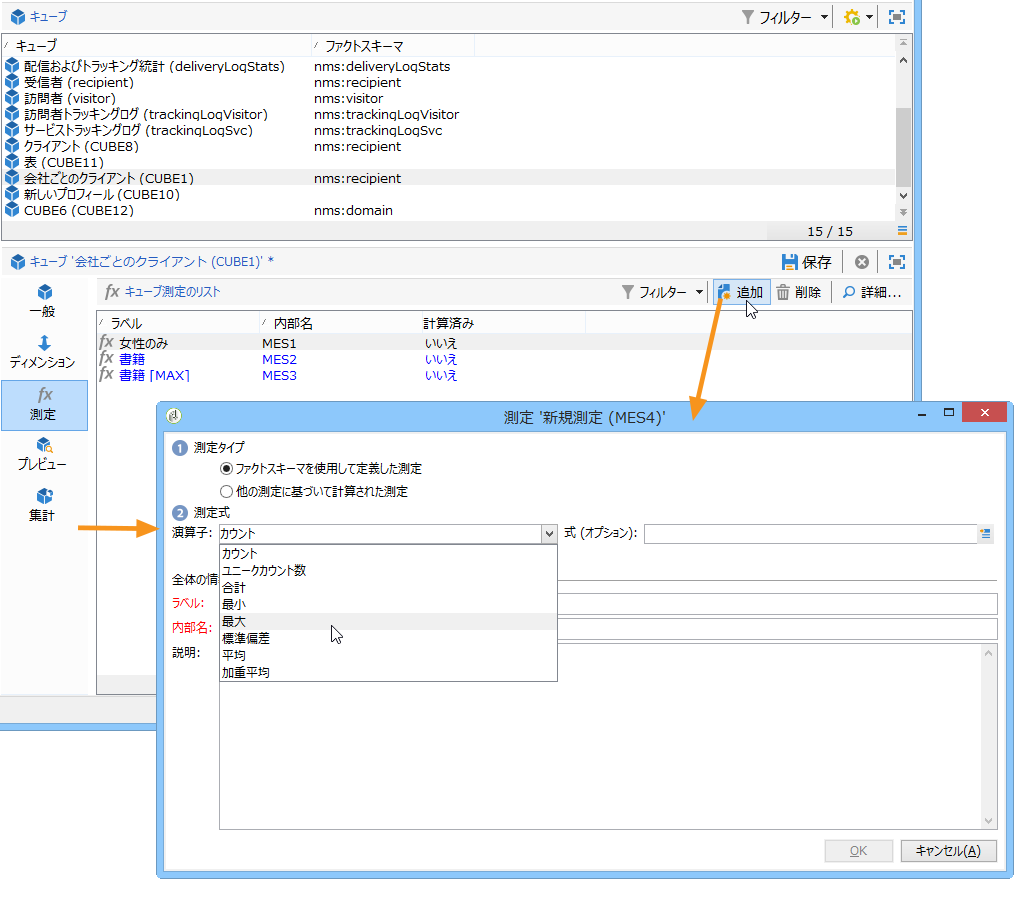 キューブ
フィルター
キューブ ファクトスキーマ
配信およびトラッキング統計 (deliveryLogStats) nms:deliveryLogStats
受信者 (recipient) nms:recipient
訪問者 (visitor) nms:visitor
訪問者トラッキングログ (trackingLogVisitor) nms:trackingLogVisitor
サービストラッキングログ (trackingLogSvc) nms:trackingLogSvc
クライアント (CUBE8) nms:recipient
表 (CUBE11)
会社ごとのクライアント (CUBE1) nms:recipient
新しいプロフィール (CUBE10)
CUBE6 (CUBE12) nms:domain
15 / 15
キューブ '会社ごとのクライアント (CUBE1)' *
保存
一般
ディメンション
fx
測定
プレビュー
集計
fx キューブ測定のリスト
フィルター 追加 削除 詳細...
ラベル 内部名 計算済み
fx 女性のみ MES1 いいえ
fx 書籍 MES2 いいえ
fx 書籍 [MAX] MES3 いいえ
測定 '新規測定 (MES4)'
1 測定タイプ
ファクトスキーマを使用して定義した測定
他の測定に基づいて計算された測定
2 測定式
演算子: カウント 式 (オプション):
カウント
ユニークカウント数
合計
最小
最大
標準偏差
平均
加重平均
全体の情
ラベル:
内部名:
説明:
OK キャンセル(A)